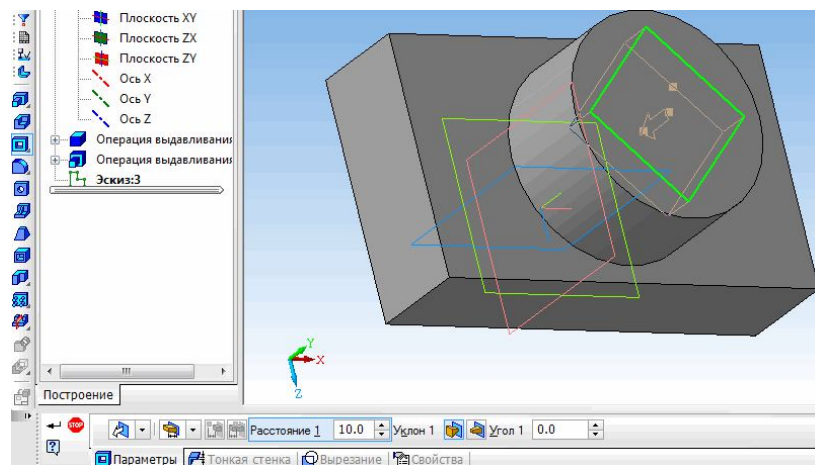 Плоскость XY
Плоскость ZX
Плоскость ZY
Ось X
Ось Y
Ось Z
Операция выдавливания
Операция выдавливания
Эскиз:3
Построение
Y
X
Z
STOP Расстояние 1 10.0 Уклон 1 Угол 1 0.0
Параметры Тонкая стенка Вырезание Свойства